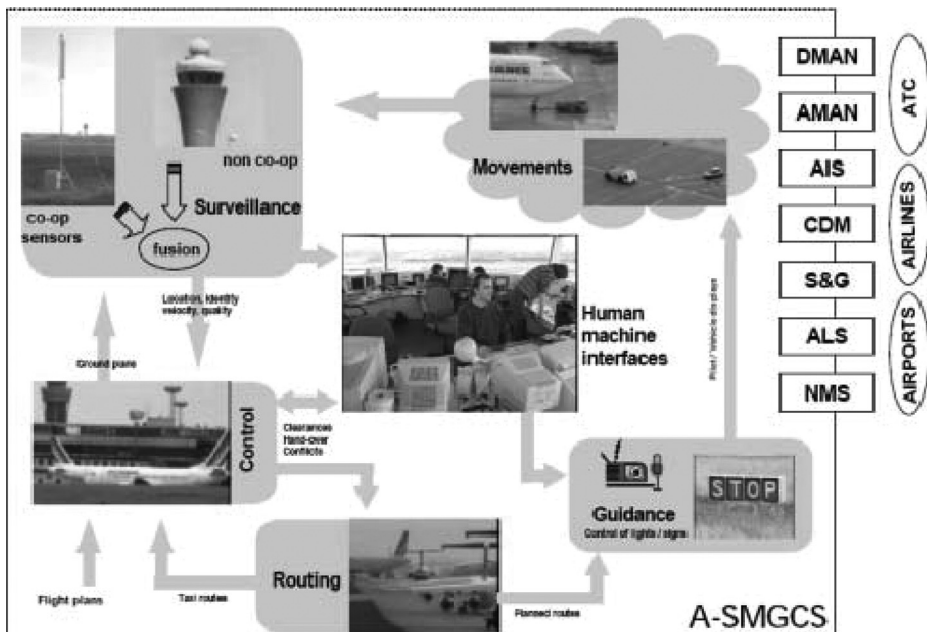 non co-op
Surveillance
co-op
sensors
fusion
Location, identity
velocity, quality
Ground plans
Control
Clearances
Hand-over
Conflicts
Flight plans
Taxi routes
Routing
Planned routes
Human
machine
interfaces
Movements
Pilot / Vehicle displays
Guidance
Control of lights / signs
STOP
A-SMGCS
DMAN
AMAN
AIS
CDM
S&G
ALS
NMS
ATC
AIRLINES
AIRPORTS